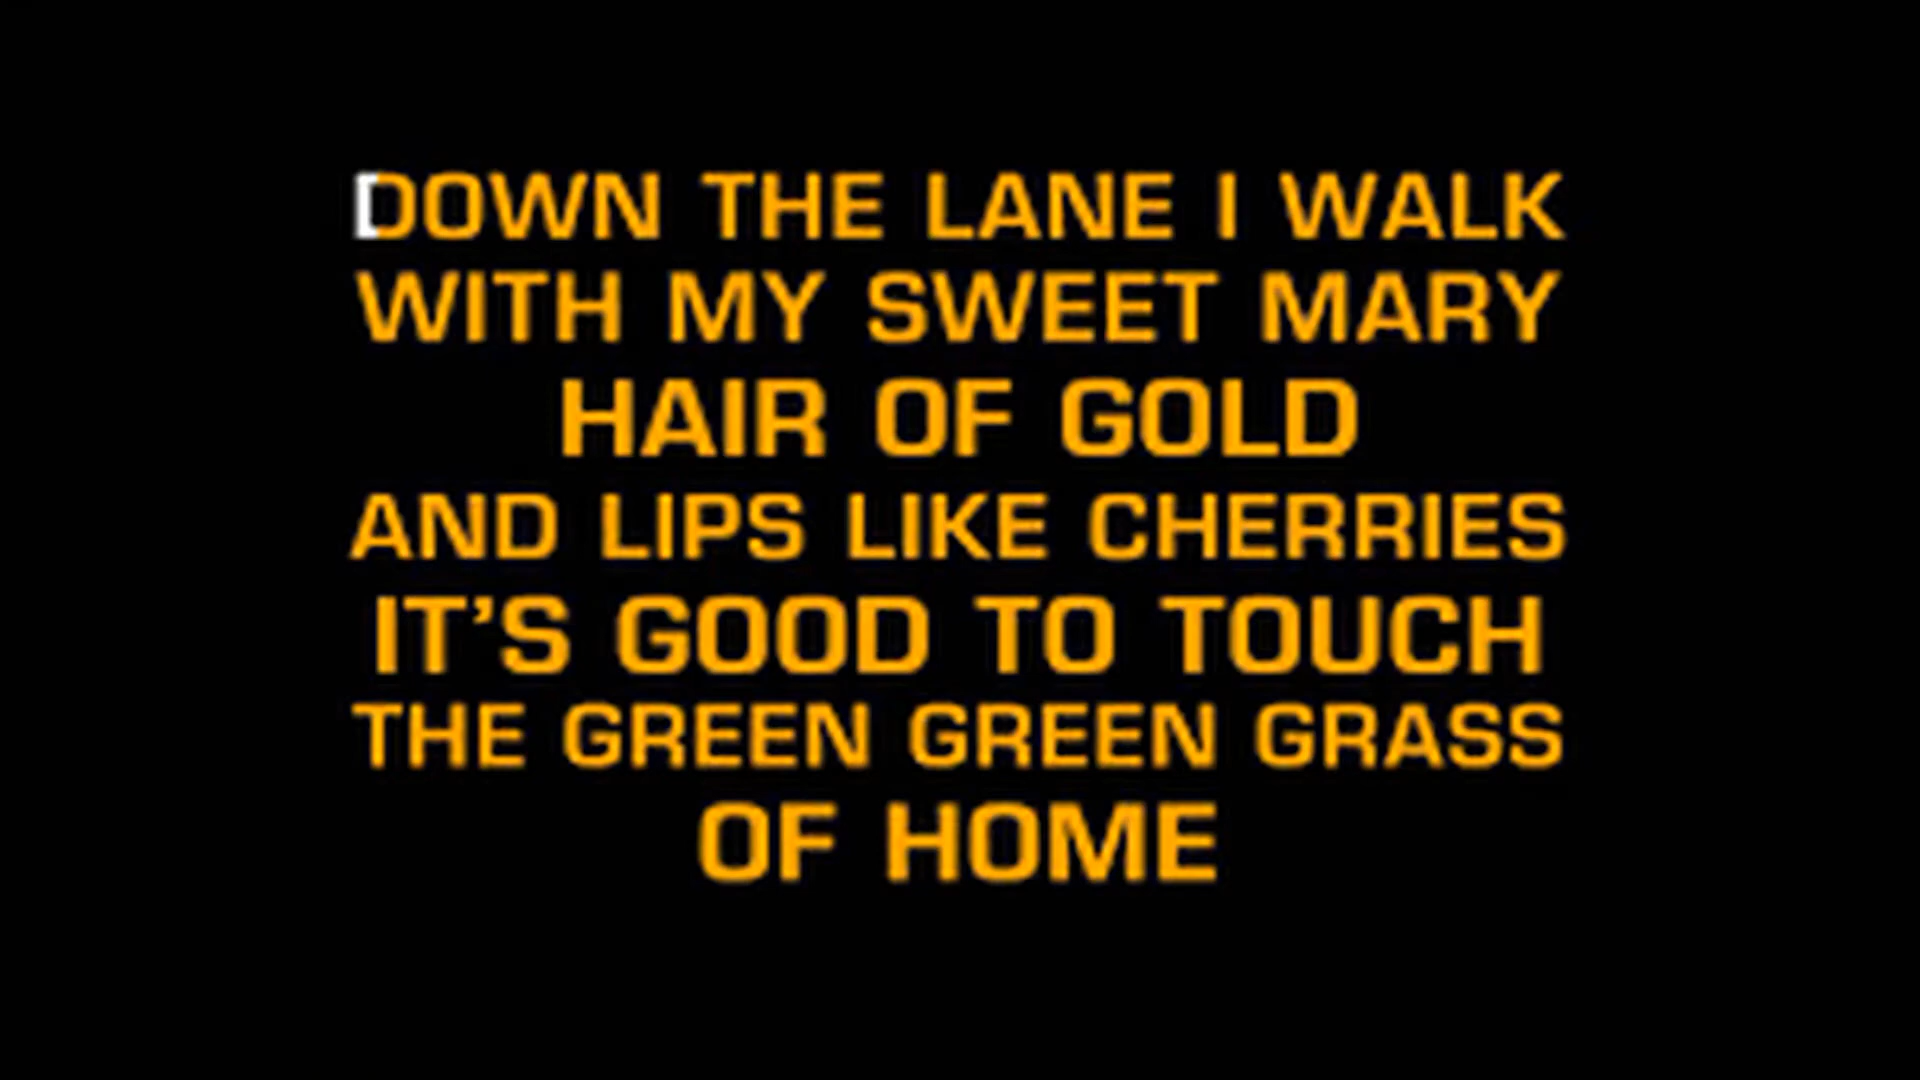 DOWN THE LANE I WALK
WITH MY SWEET MARY
HAIR OF GOLD
AND LIPS LIKE CHERRIES
IT’S GOOD TO TOUCH
THE GREEN GREEN GRASS
OF HOME